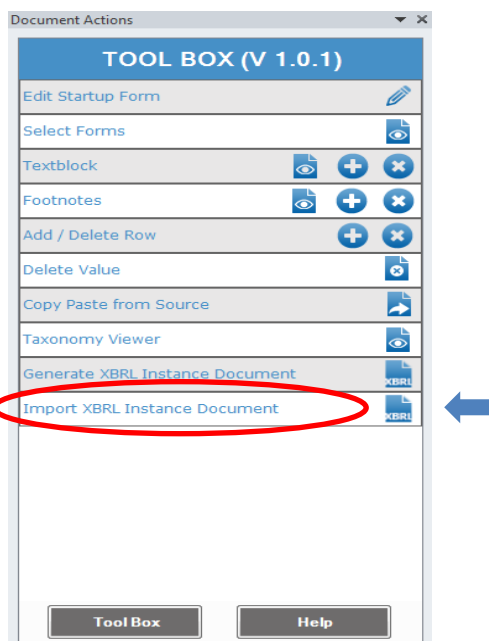 Document Actions
TOOL BOX (V 1.0.1)
Edit Startup Form
Select Forms
Textblock
Footnotes
Add / Delete Row
Delete Value
Copy Paste from Source
Taxonomy Viewer
Generate XBRL Instance Document XBRL
Import XBRL Instance Document XBRL
Tool Box Help